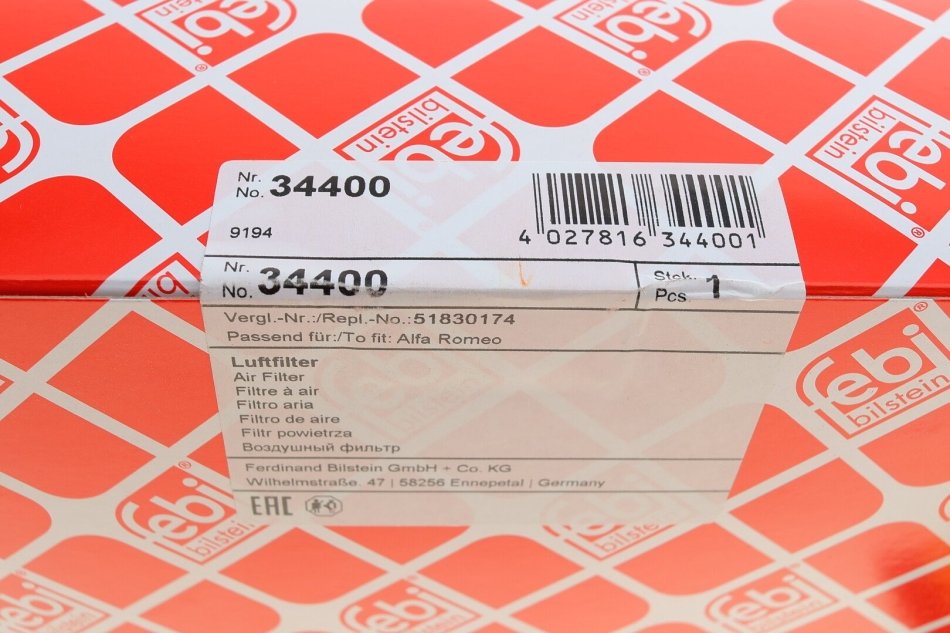 febi
bilstein
Nr.
No. 34400
9194
4 027816 344001
Nr.
No. 34400
Stck.
Pcs. 1
Vergl.-Nr.:/Repl.-No.:51830174
Passend für:/To fit: Alfa Romeo
Luftfilter
Air Filter
Filtre à air
Filtro aria
Filtro de aire
Filtr powietrza
Воздушный фильтр
Ferdinand Bilstein GmbH + Co. KG
Wilhelmstraße. 47 | 58256 Ennepetal | Germany
EAC